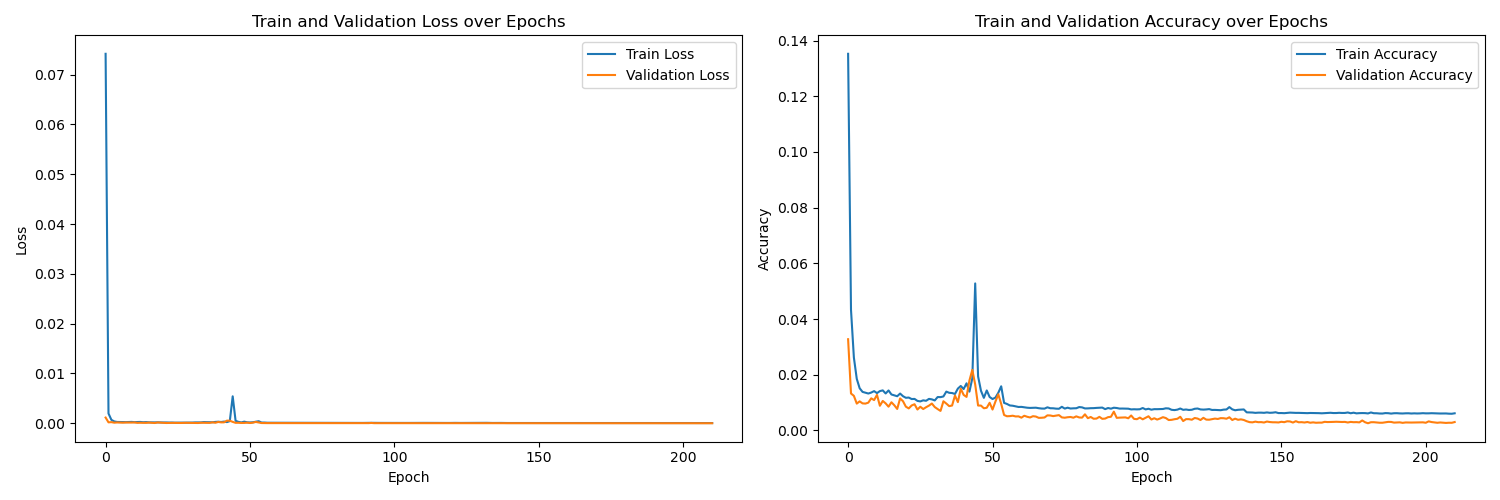 Train and Validation Loss over Epochs
Train Loss
Validation Loss
0.07
0.06
0.05
0.04
0.03
0.02
0.01
0.00
Loss
0
50
100
150
200
Epoch
Train and Validation Accuracy over Epochs
Train Accuracy
Validation Accuracy
0.14
0.12
0.10
0.08
0.06
0.04
0.02
0.00
Accuracy
0
50
100
150
200
Epoch